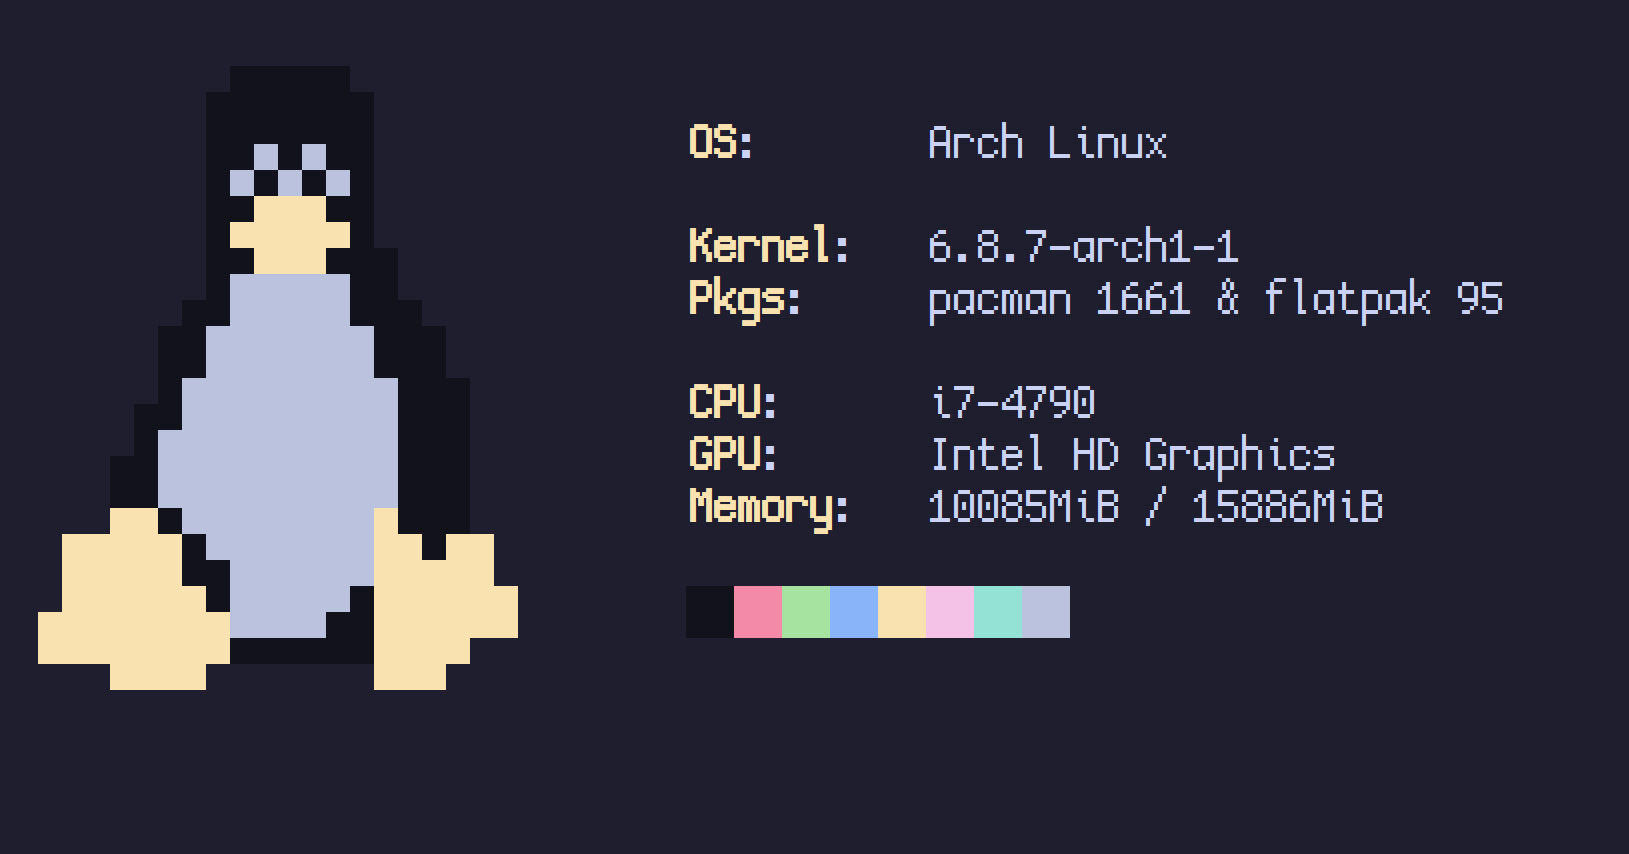 OS: Arch Linux
Kernel: 6.8.7-arch1-1
Pkgs: pacman 1661 & flatpak 95
CPU: i7-4790
GPU: Intel HD Graphics
Memory: 10085MiB / 15886MiB